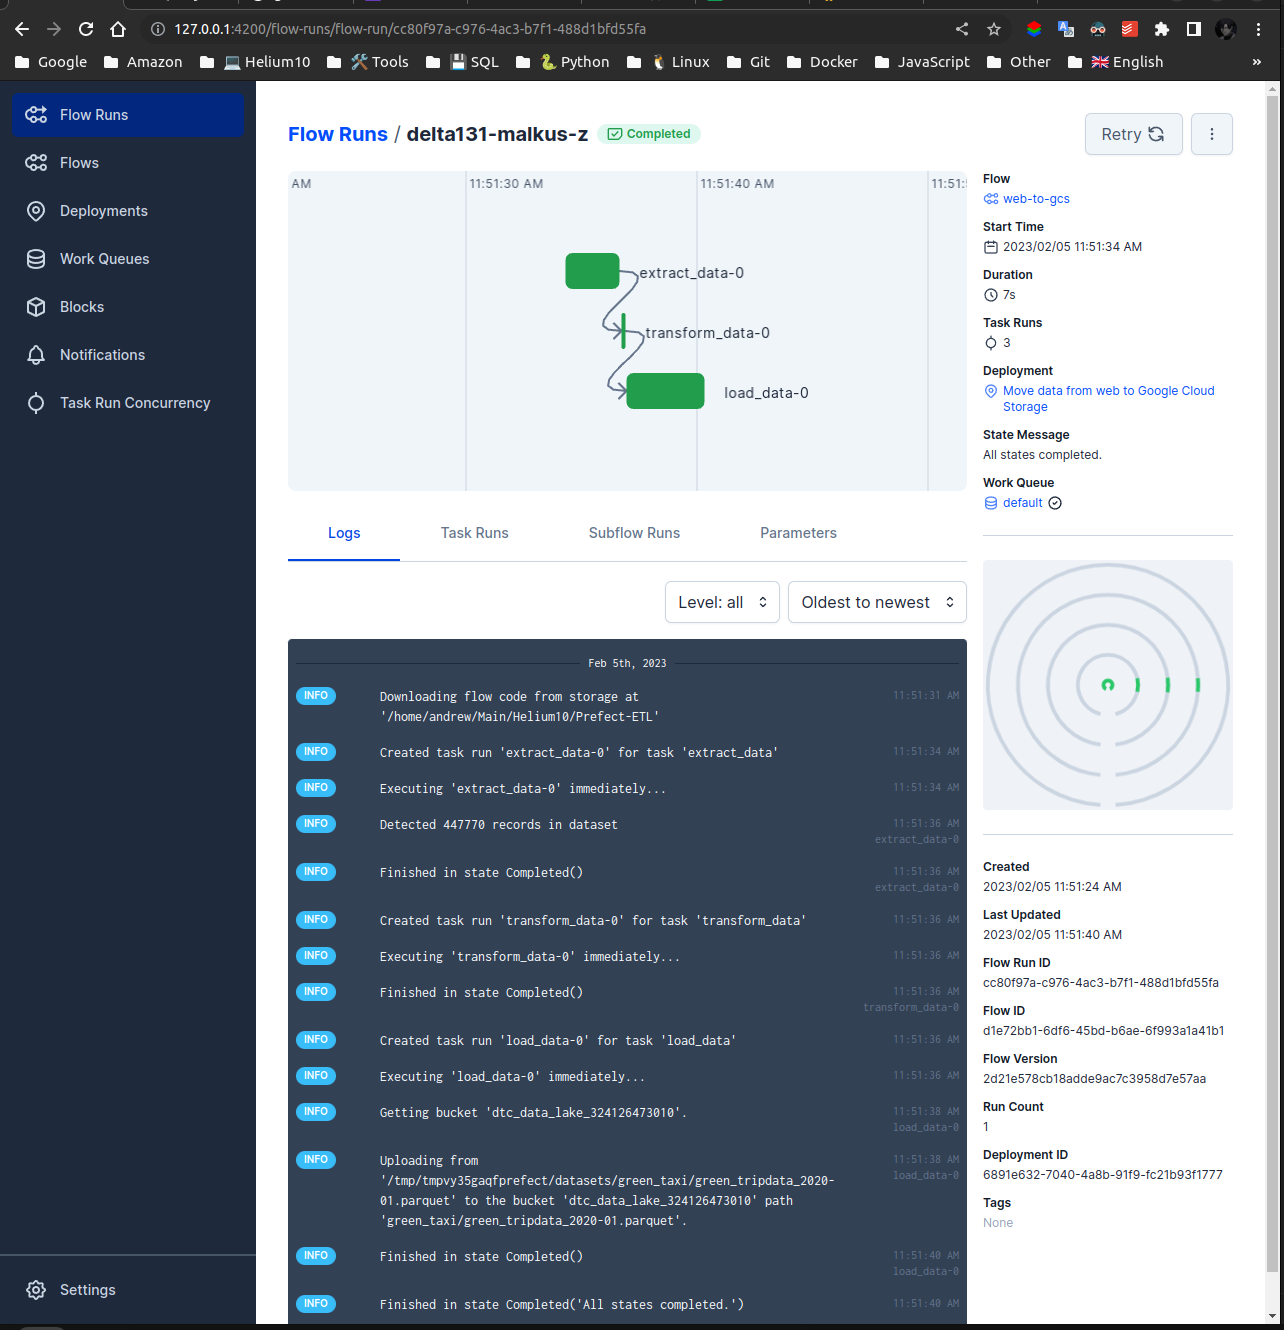 127.0.0.1:4200/flow-runs/flow-run/cc80f97a-c976-4ac3-b7f1-488d1bfd55fa
Google Amazon Helium10 Tools SQL Python Linux Git Docker JavaScript Other English »
Flow Runs
Flows
Deployments
Work Queues
Blocks
Notifications
Task Run Concurrency
Settings
Flow Runs / delta131-malkus-z Completed
Retry
AM 11:51:30 AM 11:51:40 AM 11:51:
extract_data-0
transform_data-0
load_data-0
Logs Task Runs Subflow Runs Parameters
Level: all Oldest to newest
Feb 5th, 2023
INFO Downloading flow code from storage at 11:51:31 AM
'/home/andrew/Main/Helium10/Prefect-ETL'
INFO Created task run 'extract_data-0' for task 'extract_data' 11:51:34 AM
INFO Executing 'extract_data-0' immediately... 11:51:34 AM
INFO Detected 447770 records in dataset 11:51:36 AM
extract_data-0
INFO Finished in state Completed() 11:51:36 AM
extract_data-0
INFO Created task run 'transform_data-0' for task 'transform_data' 11:51:36 AM
INFO Executing 'transform_data-0' immediately... 11:51:36 AM
INFO Finished in state Completed() 11:51:36 AM
transform_data-0
INFO Created task run 'load_data-0' for task 'load_data' 11:51:36 AM
INFO Executing 'load_data-0' immediately... 11:51:36 AM
INFO Getting bucket 'dtc_data_lake_324126473010'. 11:51:38 AM
load_data-0
INFO Uploading from 11:51:38 AM
load_data-0
'/tmp/tmpvy35gaqfprefect/datasets/green_taxi/green_tripdata_2020-
01.parquet' to the bucket 'dtc_data_lake_324126473010' path
'green_taxi/green_tripdata_2020-01.parquet'.
INFO Finished in state Completed() 11:51:40 AM
load_data-0
INFO Finished in state Completed('All states completed.') 11:51:40 AM
Flow
web-to-gcs
Start Time
2023/02/05 11:51:34 AM
Duration
7s
Task Runs
3
Deployment
Move data from web to Google Cloud
Storage
State Message
All states completed.
Work Queue
default
Created
2023/02/05 11:51:24 AM
Last Updated
2023/02/05 11:51:40 AM
Flow Run ID
cc80f97a-c976-4ac3-b7f1-488d1bfd55fa
Flow ID
d1e72bb1-6df6-45bd-b6ae-6f993a1a41b1
Flow Version
2d21e578cb18adde9ac7c3958d7e57aa
Run Count
1
Deployment ID
6891e632-7040-4a8b-91f9-fc21b93f1777
Tags
None